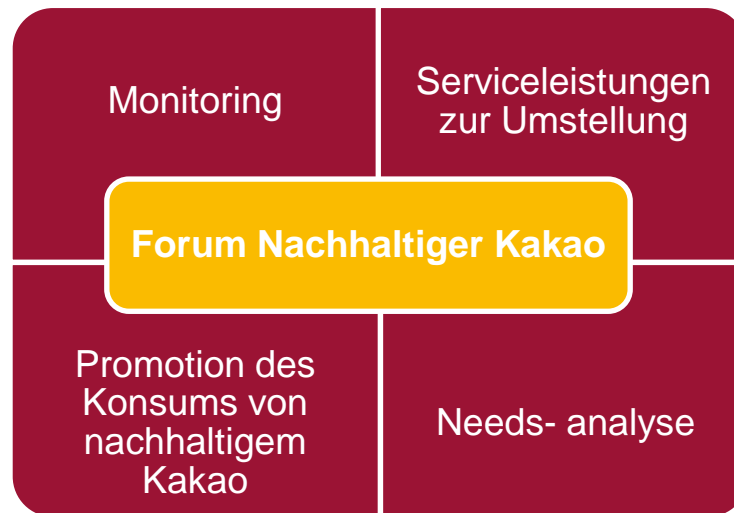 Monitoring
Serviceleistungen
zur Umstellung
Forum Nachhaltiger Kakao
Promotion des
Konsums von
nachhaltigem
Kakao
Needs- analyse